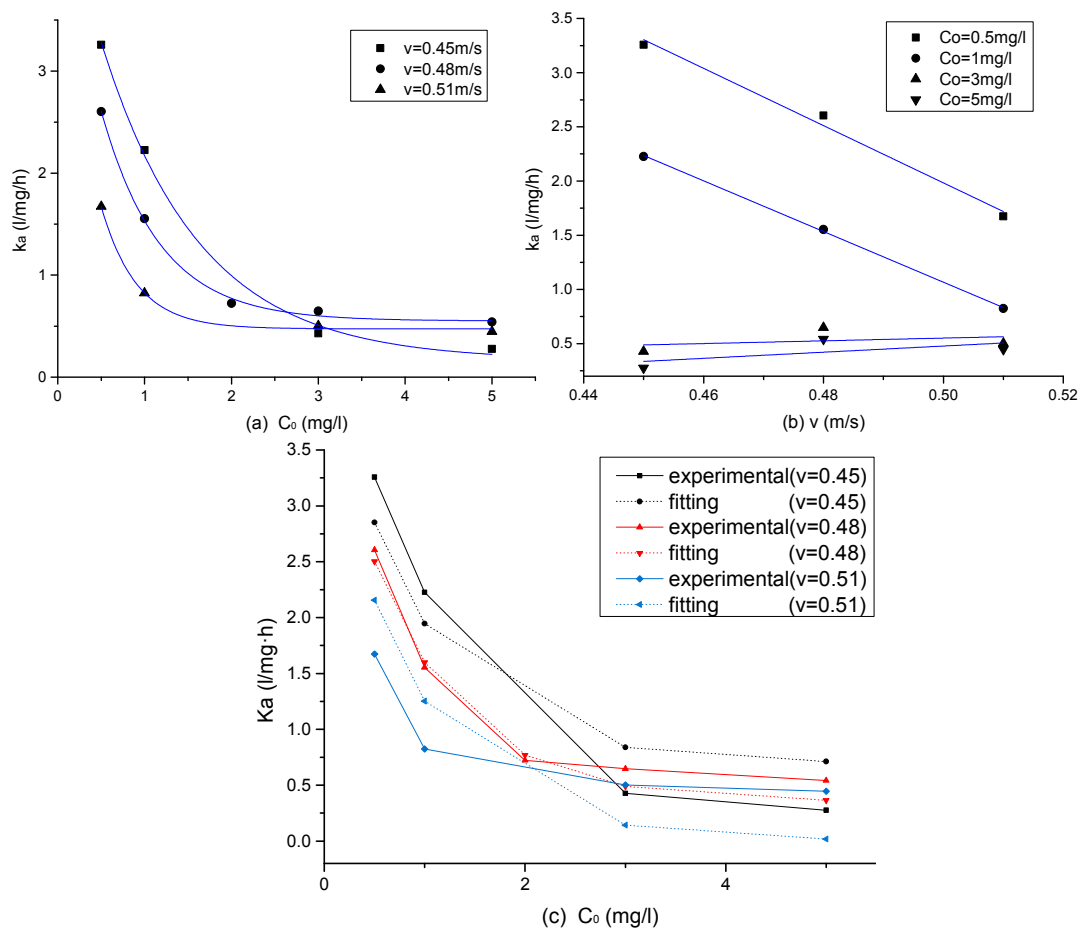 3
2
1
0
kₐ (l/mg/h)
v=0.45m/s
v=0.48m/s
v=0.51m/s
0 1 2 3 4 5
(a) C₀ (mg/l)
3.5
3.0
2.5
2.0
1.5
1.0
0.5
kₐ (l/mg/h)
Co=0.5mg/l
Co=1mg/l
Co=3mg/l
Co=5mg/l
0.44 0.46 0.48 0.50 0.52
(b) v (m/s)
3.5
3.0
2.5
2.0
1.5
1.0
0.5
0.0
Ka (l/mg·h)
experimental(v=0.45)
fitting (v=0.45)
experimental(v=0.48)
fitting (v=0.48)
experimental(v=0.51)
fitting (v=0.51)
0 2 4
(c) C₀ (mg/l)